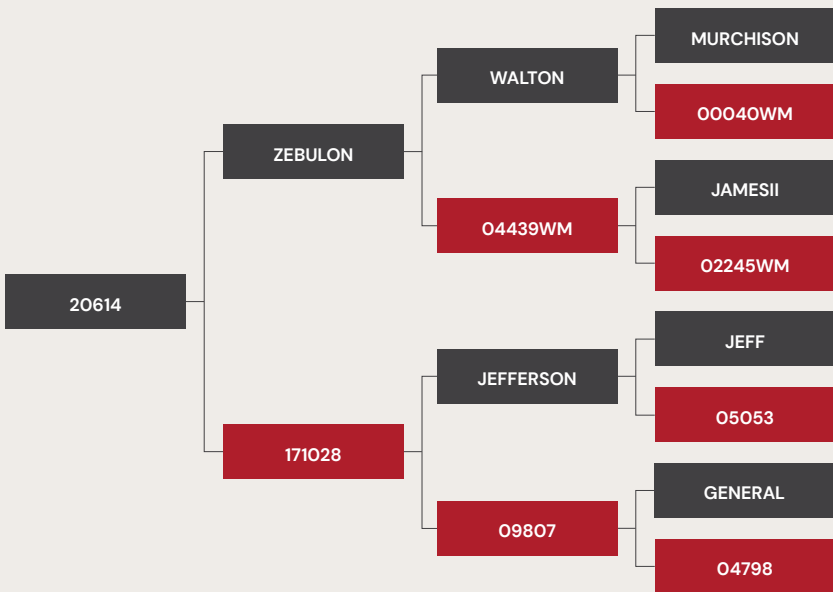 MURCHISON
WALTON
00040WM
ZEBULON
JAMESII
04439WM
02245WM
20614
JEFF
JEFFERSON
05053
171028
GENERAL
09807
04798